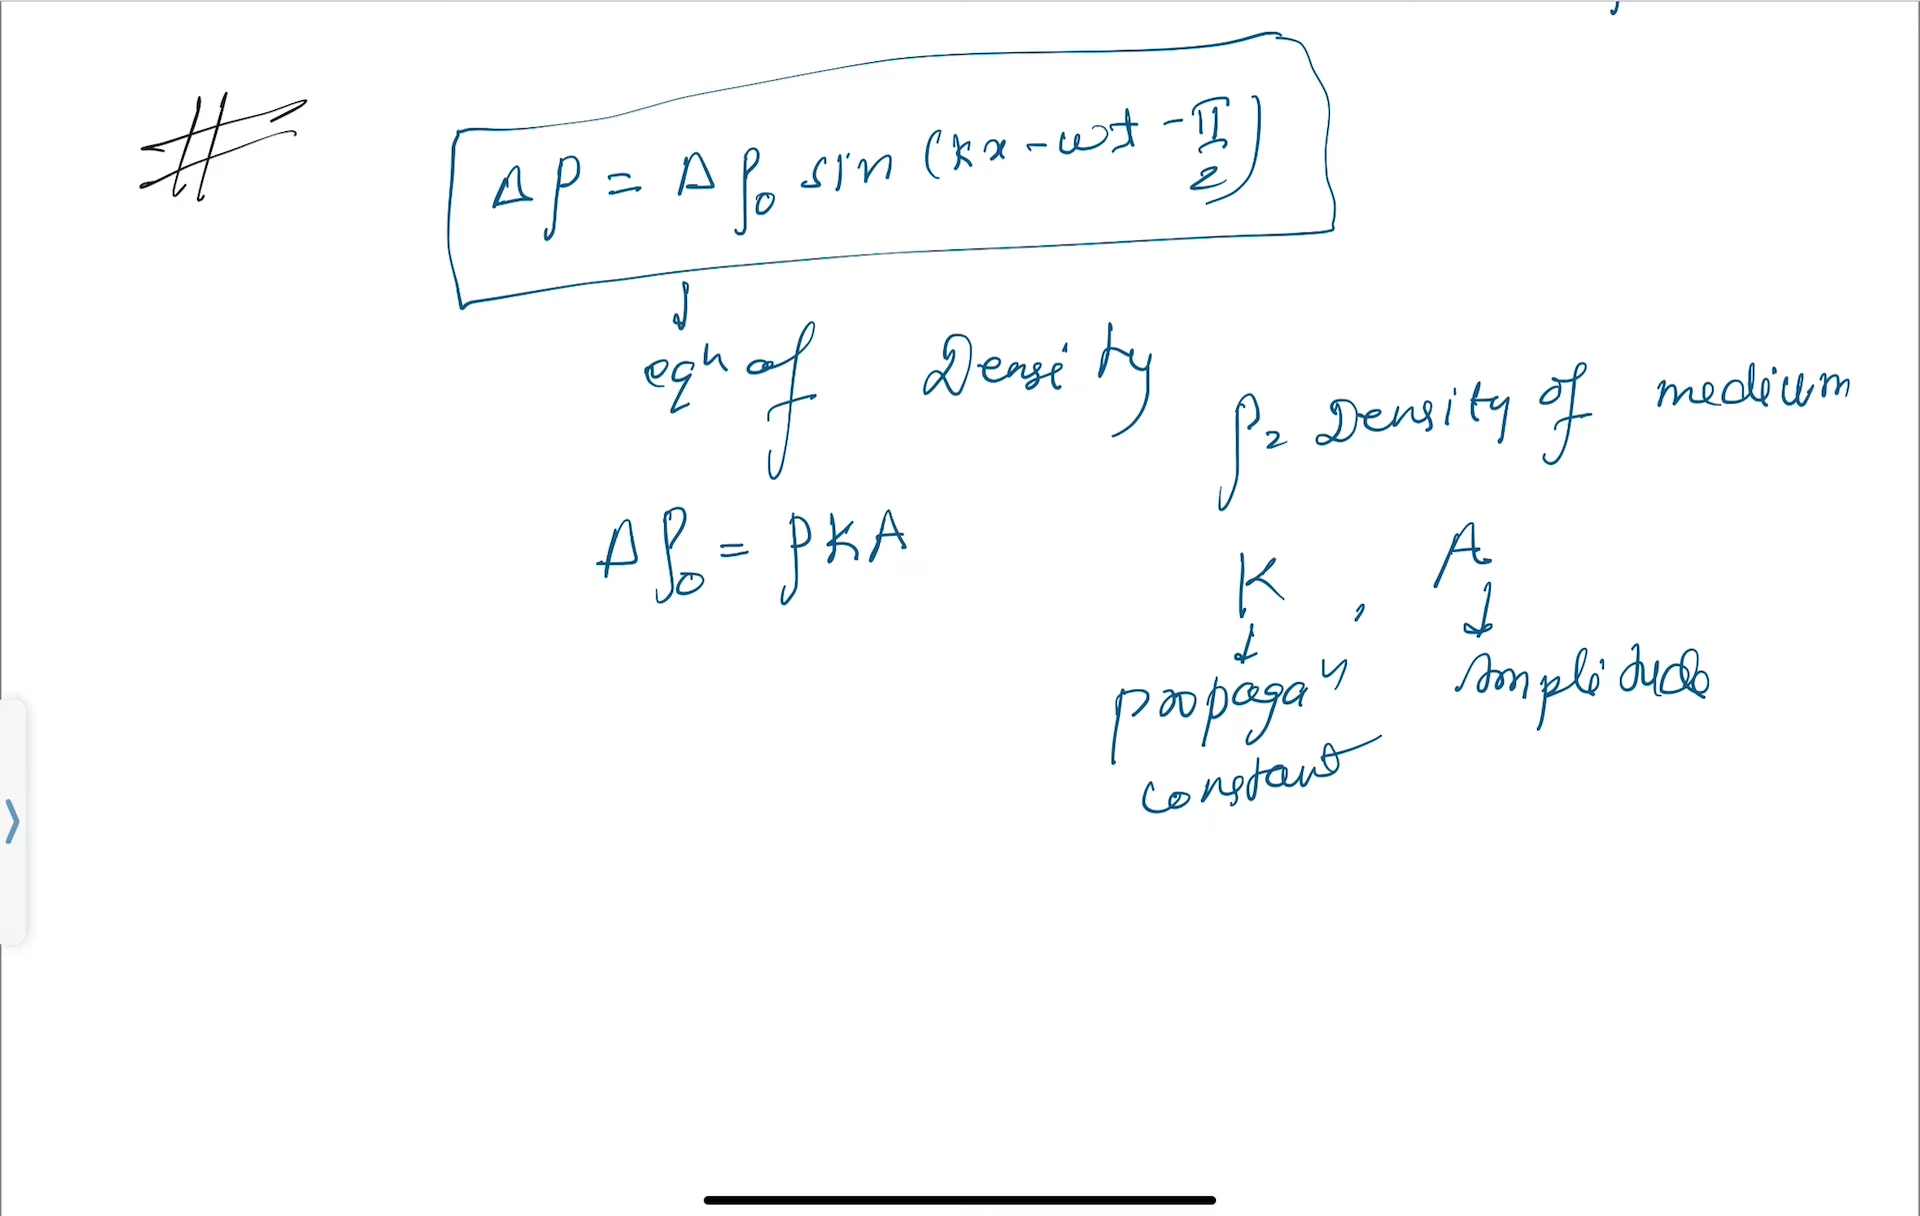 #
Δρ = Δρ₀ sin (kx - ωt - π/2)
↓
eqⁿ of Density
ρ = Density of medium
Δρ₀ = ρKA
K , A
↓ ↓
propagaⁿ Amplitude
constant